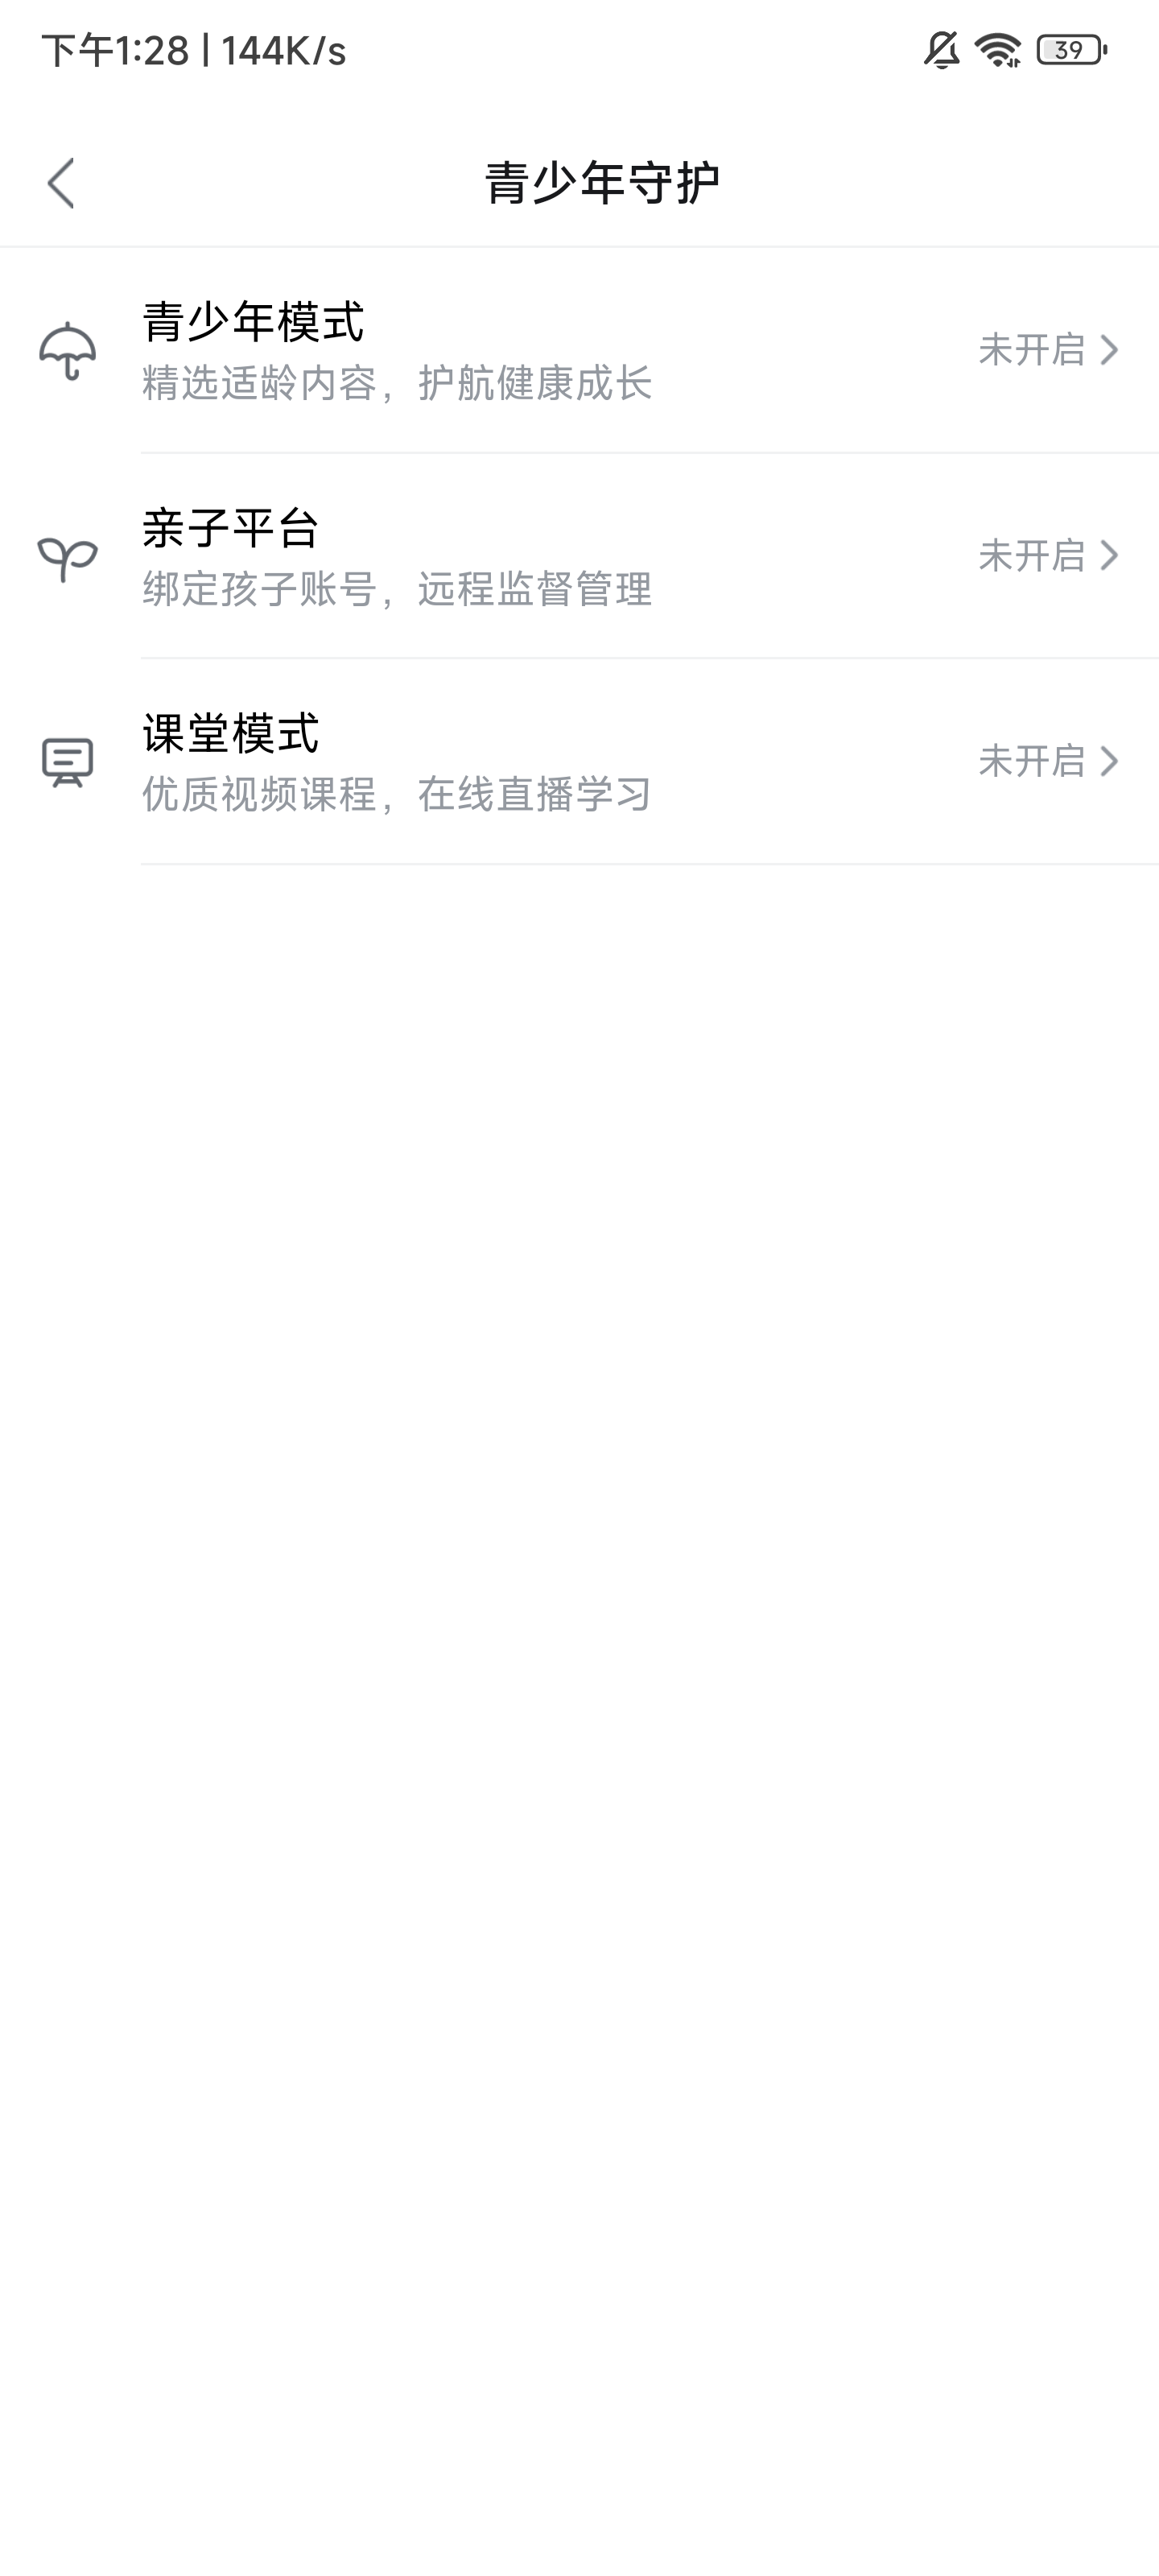 下午1:28 | 144K/s
39
青少年守护
青少年模式
精选适龄内容，护航健康成长
未开启
亲子平台
绑定孩子账号，远程监督管理
未开启
课堂模式
优质视频课程，在线直播学习
未开启